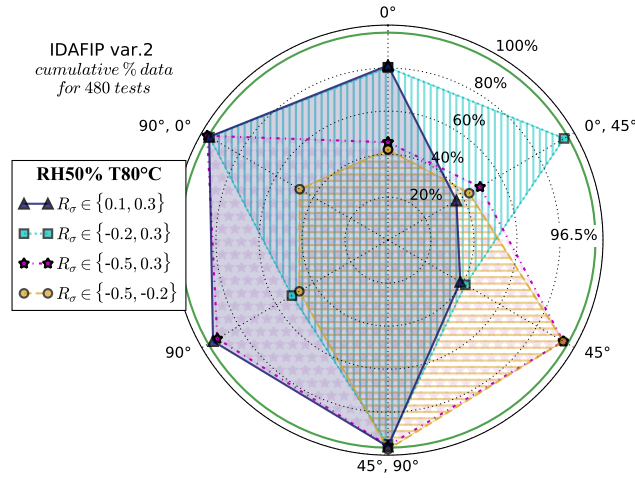 IDAFIP var.2
cumulative % data
for 480 tests
0°
100%
80%
60%
40%
20%
90°, 0°
0°, 45°
RH50% T80°C
Rσ ∈ {0.1, 0.3}
Rσ ∈ {-0.2, 0.3}
Rσ ∈ {-0.5, 0.3}
Rσ ∈ {-0.5, -0.2}
96.5%
90°
45°
45°, 90°